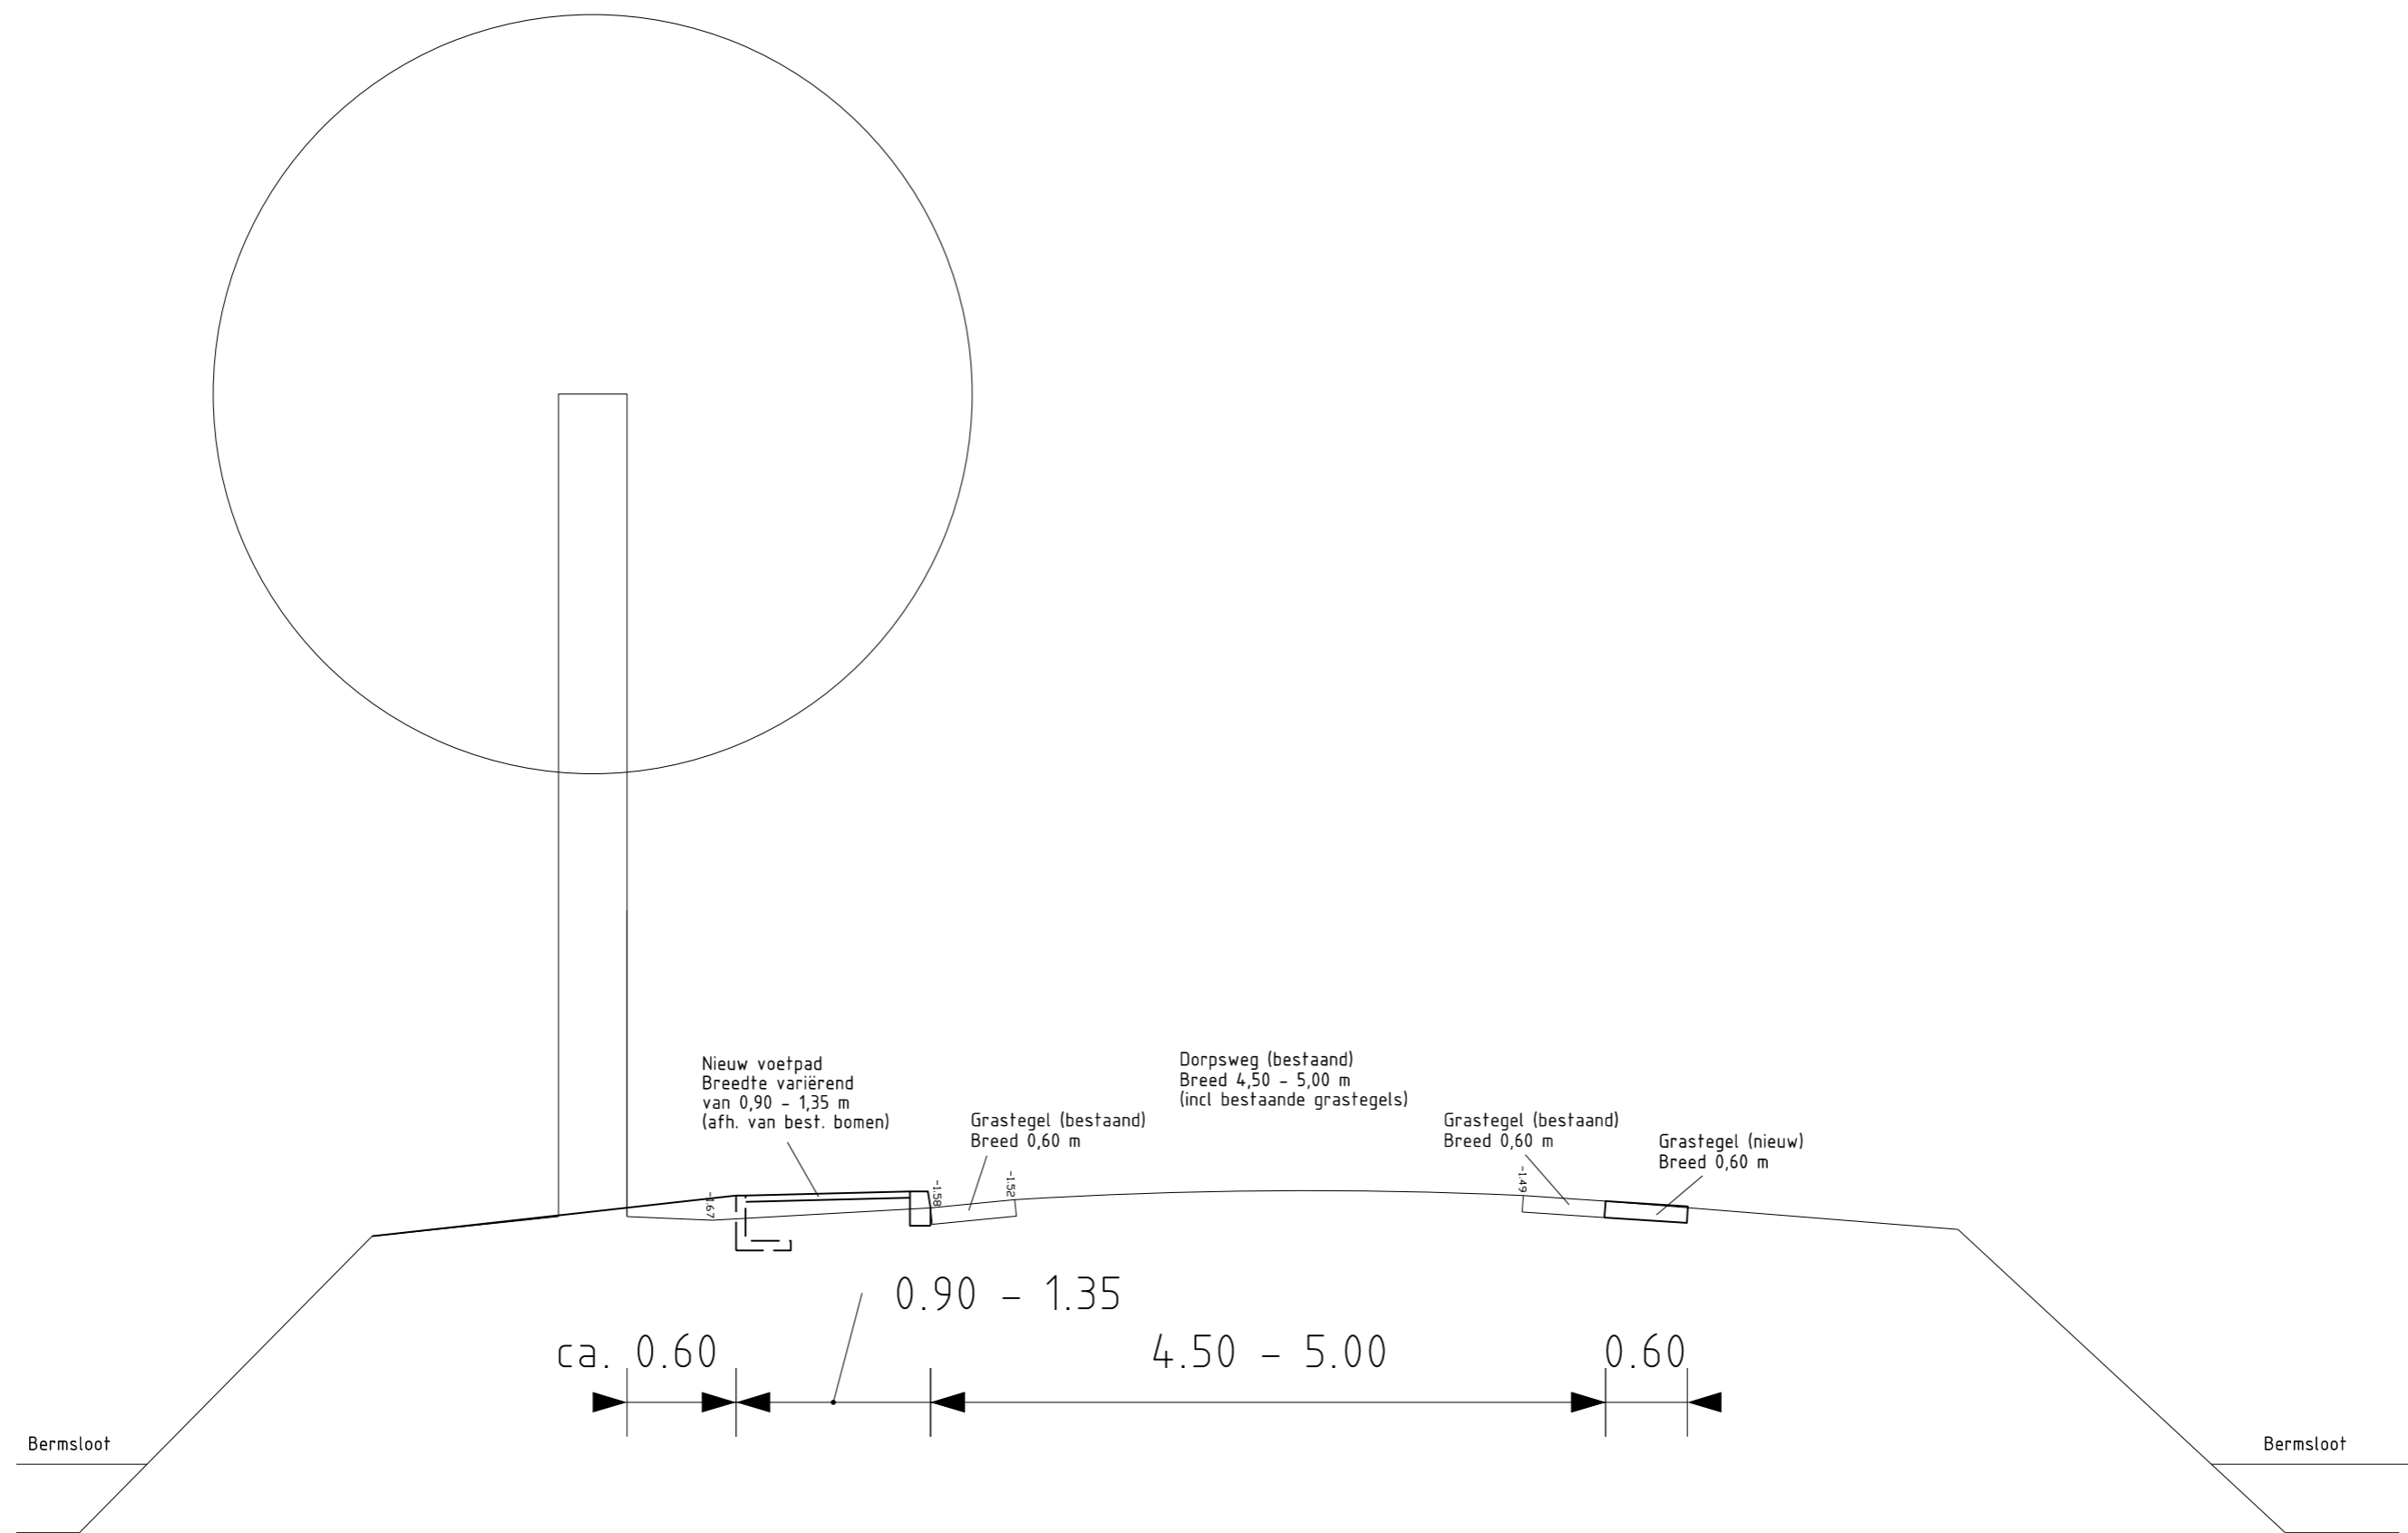 Nieuw voetpad
Breedte variërend
van 0,90 - 1,35 m
(afh. van best. bomen)
Dorpsweg (bestaand)
Breed 4,50 - 5,00 m
(incl bestaande grastegels)
Grastegel (bestaand)
Breed 0,60 m
Grastegel (bestaand)
Breed 0,60 m
Grastegel (nieuw)
Breed 0,60 m
-1.67
-1.58
-1.52
-1.49
0.90 - 1.35
ca. 0.60
4.50 - 5.00
0.60
Bermsloot
Bermsloot